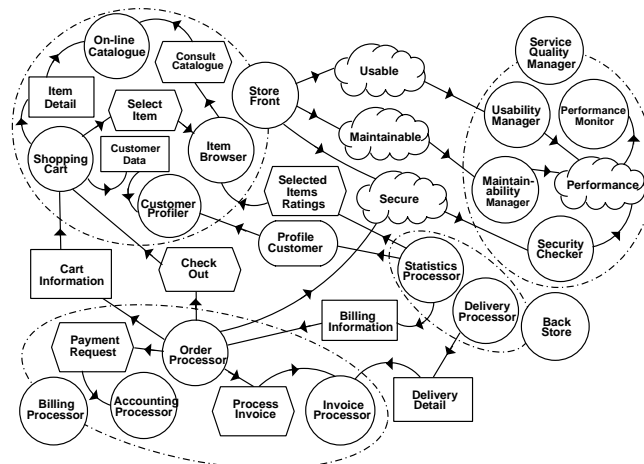 On-line
Catalogue
Consult
Catalogue
Item
Detail
Select
Item
Store
Front
Usable
Service
Quality
Manager
Usability
Manager
Performance
Monitor
Maintainable
Customer
Data
Shopping
Cart
Item
Browser
Selected
Items
Ratings
Secure
Maintain-
ability
Manager
Performance
Customer
Profiler
Profile
Customer
Security
Checker
Cart
Information
Check
Out
Statistics
Processor
Billing
Information
Delivery
Processor
Back
Store
Payment
Request
Order
Processor
Billing
Processor
Accounting
Processor
Process
Invoice
Invoice
Processor
Delivery
Detail